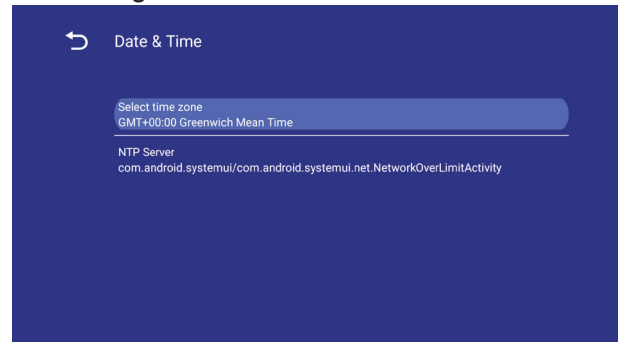 Date & Time
Select time zone
GMT+00:00 Greenwich Mean Time
NTP Server
com.android.systemui/com.android.systemui.net.NetworkOverLimitActivity